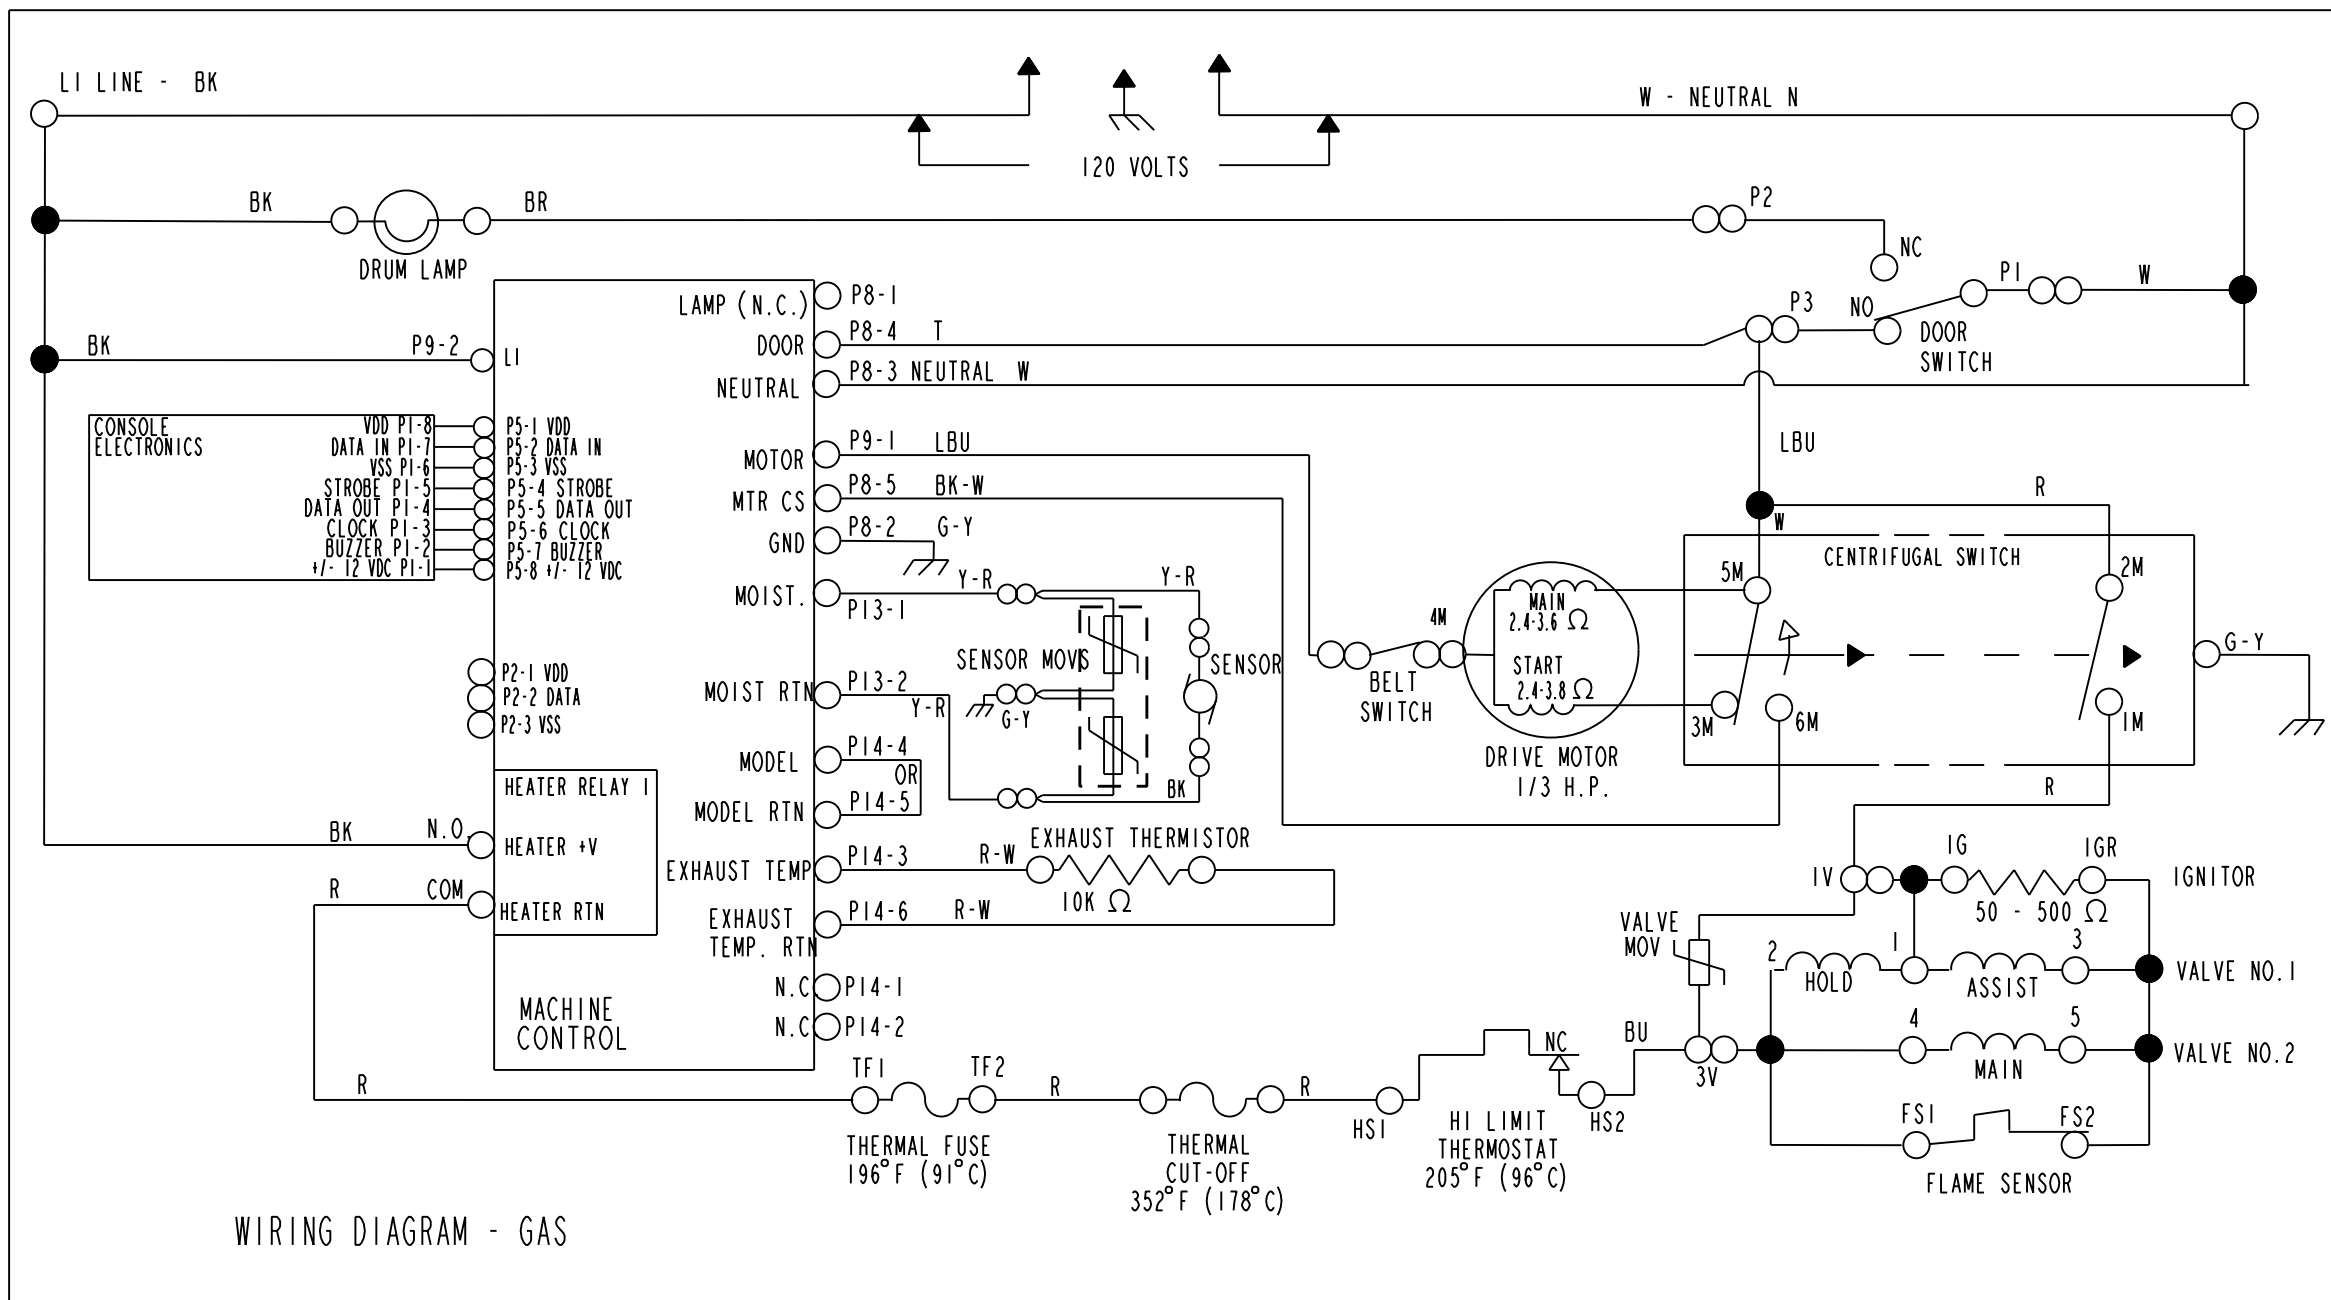 L1 LINE - BK
W - NEUTRAL N
120 VOLTS
BK
BR
P2
DRUM LAMP
NC
P1
W
P3
NO
DOOR
SWITCH
LAMP (N.C.)
P8-1
DOOR
P8-4
T
NEUTRAL
P8-3 NEUTRAL W
BK
P9-2
L1
CONSOLE
ELECTRONICS
VDD P1-8
P5-1 VDD
DATA IN P1-7
P5-2 DATA IN
VSS P1-6
P5-3 VSS
STROBE P1-5
P5-4 STROBE
DATA OUT P1-4
P5-5 DATA OUT
CLOCK P1-3
P5-6 CLOCK
BUZZER P1-2
P5-7 BUZZER
+/- 12 VDC P1-1
P5-8 +/- 12 VDC
MOTOR
P9-1
LBU
MTR CS
P8-5
BK-W
GND
P8-2
G-Y
LBU
R
W
CENTRIFUGAL SWITCH
5M
2M
MOIST.
P13-1
Y-R
Y-R
SENSOR MOVS
SENSOR
G-Y
MOIST RTN
P13-2
Y-R
BK
4M
MAIN
2.4-3.6 Ω
START
2.4-3.8 Ω
BELT
SWITCH
DRIVE MOTOR
1/3 H.P.
3M
6M
1M
G-Y
R
P2-1 VDD
P2-2 DATA
P2-3 VSS
MODEL
P14-4
OR
MODEL RTN
P14-5
HEATER RELAY 1
BK
N.O.
HEATER +V
R
COM
HEATER RTN
EXHAUST TEMP
P14-3
R-W
EXHAUST THERMISTOR
10K Ω
EXHAUST
TEMP. RTN
P14-6
R-W
N.C
P14-1
N.C
P14-2
MACHINE
CONTROL
1V
1G
1GR
IGNITOR
50 - 500 Ω
VALVE
MOV
2
1
3
HOLD
ASSIST
VALVE NO.1
BU
3V
4
5
MAIN
VALVE NO.2
FS1
FS2
FLAME SENSOR
R
TF1
TF2
R
R
THERMAL FUSE
196°F (91°C)
THERMAL
CUT-OFF
352°F (178°C)
HS1
NC
HS2
HI LIMIT
THERMOSTAT
205°F (96°C)
WIRING DIAGRAM - GAS